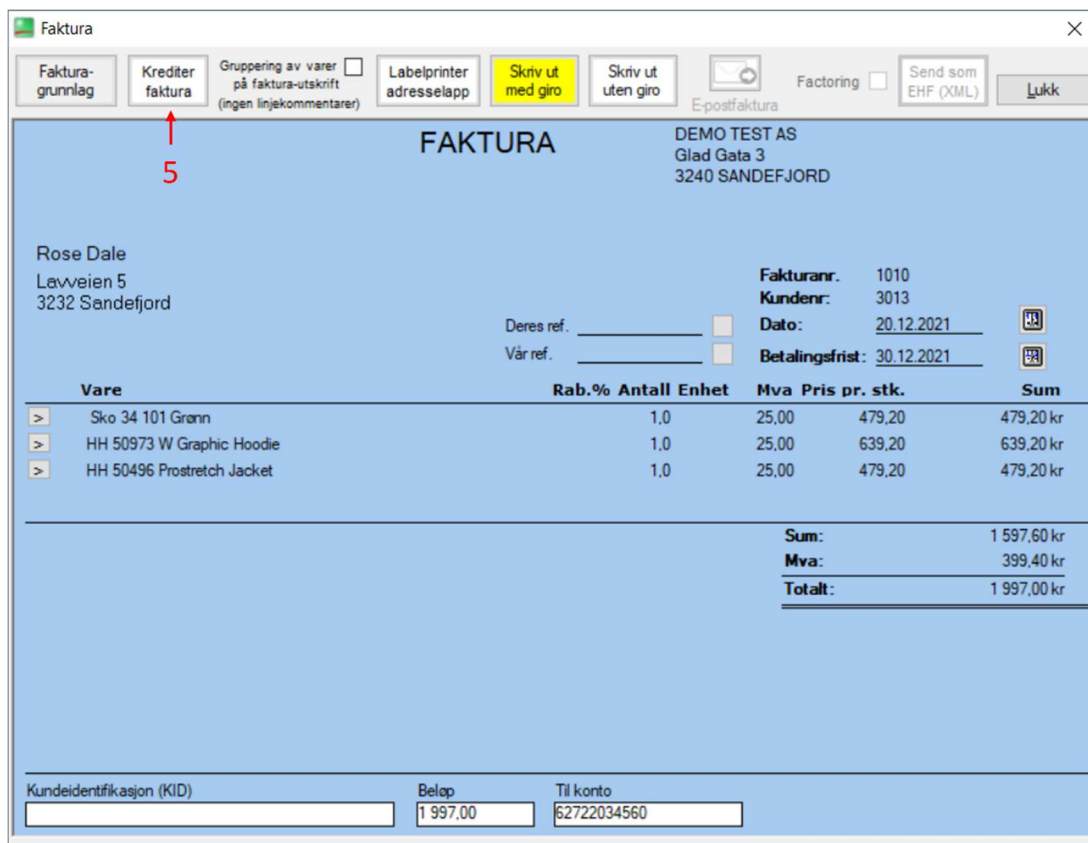 Faktura
Faktura-
grunnlag
Krediter
faktura
Gruppering av varer
på faktura-utskrift
(ingen linjekommentarer)
Labelprinter
adresselapp
Skriv ut
med giro
Skriv ut
uten giro
E-postfaktura
Factoring
Send som
EHF (XML)
Lukk
5
FAKTURA
DEMO TEST AS
Glad Gata 3
3240 SANDEFJORD
Rose Dale
Lavveien 5
3232 Sandefjord
Fakturanr. 1010
Kundenr: 3013
Deres ref. Dato: 20.12.2021
Vår ref. Betalingsfrist: 30.12.2021
Vare Rab.% Antall Enhet Mva Pris pr. stk. Sum
> Sko 34 101 Grønn 1,0 25,00 479,20 479,20 kr
> HH 50973 W Graphic Hoodie 1,0 25,00 639,20 639,20 kr
> HH 50496 Prostretch Jacket 1,0 25,00 479,20 479,20 kr
Sum: 1 597,60 kr
Mva: 399,40 kr
Totalt: 1 997,00 kr
Kundeidentifikasjon (KID) Beløp Til konto
1 997,00 62722034560